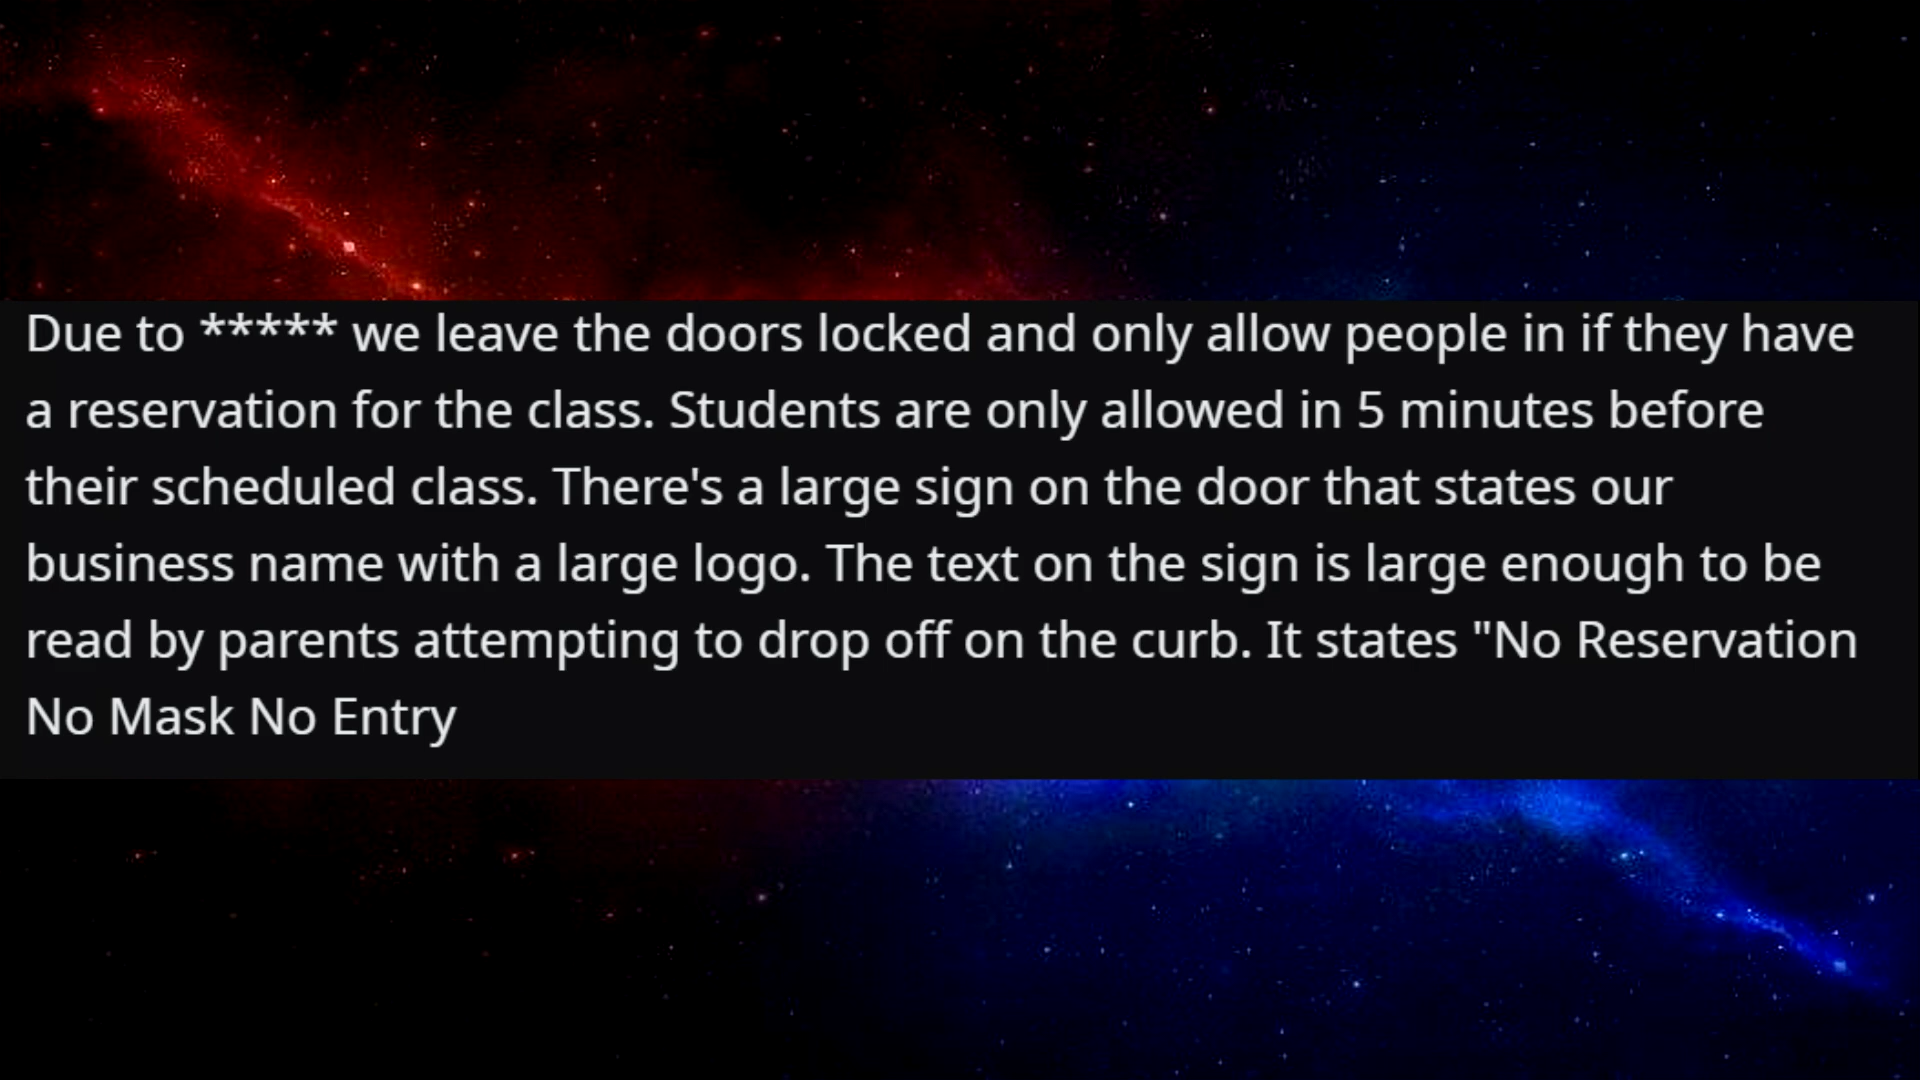 Due to ***** we leave the doors locked and only allow people in if they have
a reservation for the class. Students are only allowed in 5 minutes before
their scheduled class. There's a large sign on the door that states our
business name with a large logo. The text on the sign is large enough to be
read by parents attempting to drop off on the curb. It states "No Reservation
No Mask No Entry